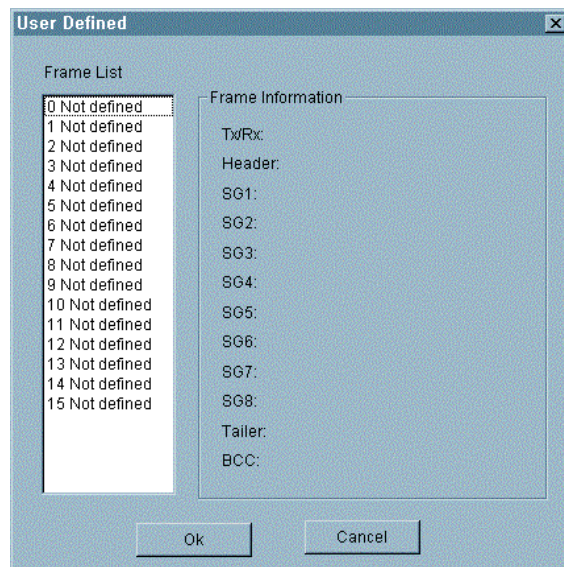 User Defined
Frame List
0 Not defined
1 Not defined
2 Not defined
3 Not defined
4 Not defined
5 Not defined
6 Not defined
7 Not defined
8 Not defined
9 Not defined
10 Not defined
11 Not defined
12 Not defined
13 Not defined
14 Not defined
15 Not defined
Frame Information
Tx/Rx:
Header:
SG1:
SG2:
SG3:
SG4:
SG5:
SG6:
SG7:
SG8:
Tailer:
BCC:
Ok
Cancel